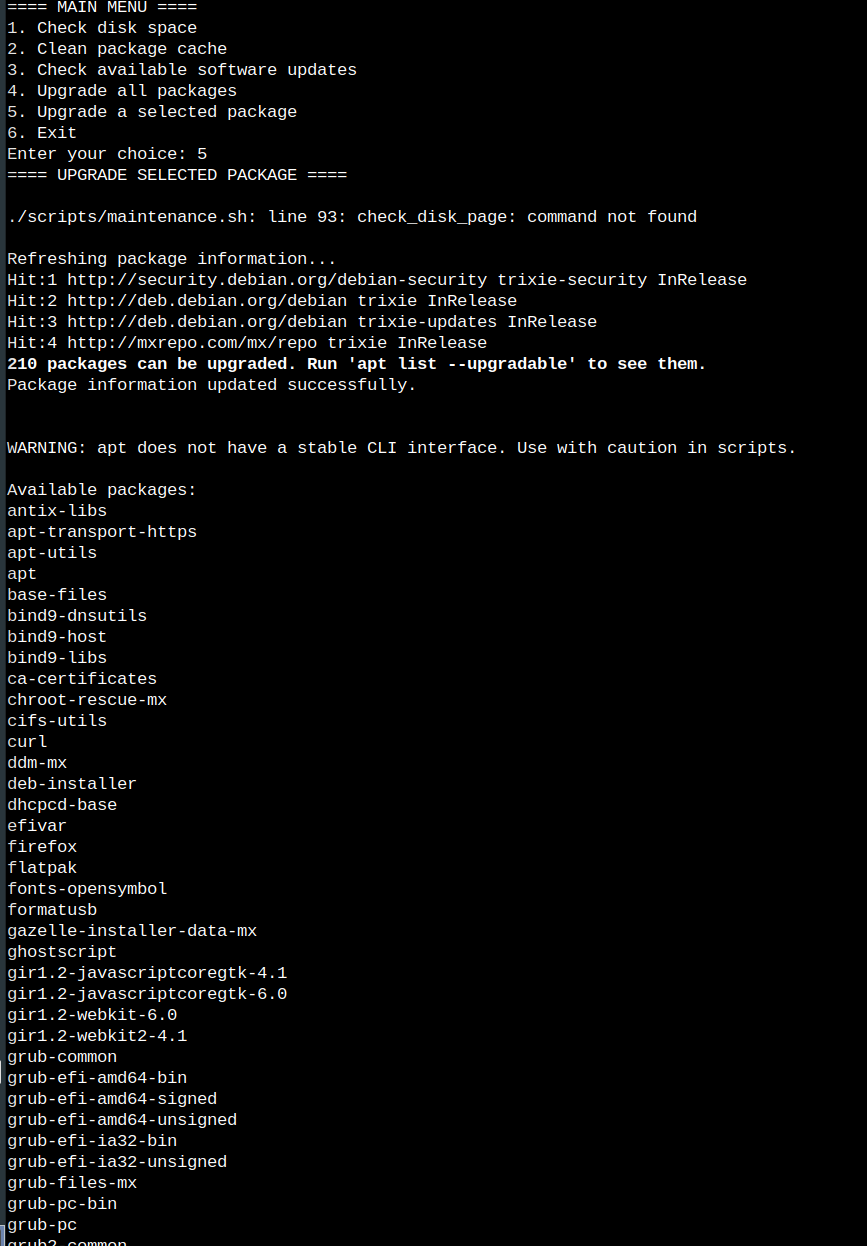 ==== MAIN MENU ====
1. Check disk space
2. Clean package cache
3. Check available software updates
4. Upgrade all packages
5. Upgrade a selected package
6. Exit
Enter your choice: 5
==== UPGRADE SELECTED PACKAGE ====
./scripts/maintenance.sh: line 93: check_disk_page: command not found
Refreshing package information...
Hit:1 http://security.debian.org/debian-security trixie-security InRelease
Hit:2 http://deb.debian.org/debian trixie InRelease
Hit:3 http://deb.debian.org/debian trixie-updates InRelease
Hit:4 http://mxrepo.com/mx/repo trixie InRelease
210 packages can be upgraded. Run 'apt list --upgradable' to see them.
Package information updated successfully.
WARNING: apt does not have a stable CLI interface. Use with caution in scripts.
Available packages:
antix-libs
apt-transport-https
apt-utils
apt
base-files
bind9-dnsutils
bind9-host
bind9-libs
ca-certificates
chroot-rescue-mx
cifs-utils
curl
ddm-mx
deb-installer
dhcpcd-base
efivar
firefox
flatpak
fonts-opensymbol
formatusb
gazelle-installer-data-mx
ghostscript
gir1.2-javascriptcoregtk-4.1
gir1.2-javascriptcoregtk-6.0
gir1.2-webkit-6.0
gir1.2-webkit2-4.1
grub-common
grub-efi-amd64-bin
grub-efi-amd64-signed
grub-efi-amd64-unsigned
grub-efi-ia32-bin
grub-efi-ia32-unsigned
grub-files-mx
grub-pc-bin
grub-pc
grub2-common